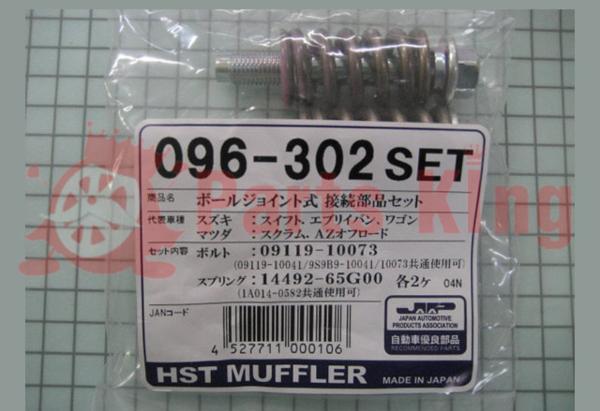 096-302 SET
商品名 ボールジョイント式 接続部品セット
代表車種 スズキ：スイフト、エブリイバン、ワゴン
マツダ：スクラム、AZオフロード
セット内容 ボルト：09119-10073
(09119-10041/9S9B9-10041/10073共通使用可)
スプリング：14492-65G00 各2ケ 04N
(1A014-0582共通使用可)
JANコード
4 527711 000106
JAPAN AUTOMOTIVE
PRODUCTS ASSOCIATION
自動車優良部品
RECOMMENDED PARTS
HST MUFFLER MADE IN JAPAN
Parts King